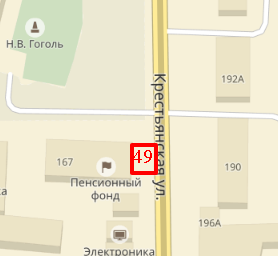 Н.В. Гоголь
192А
Крестьянская ул.
49
167
190
Пенсионный
фонд
196А
Электроника